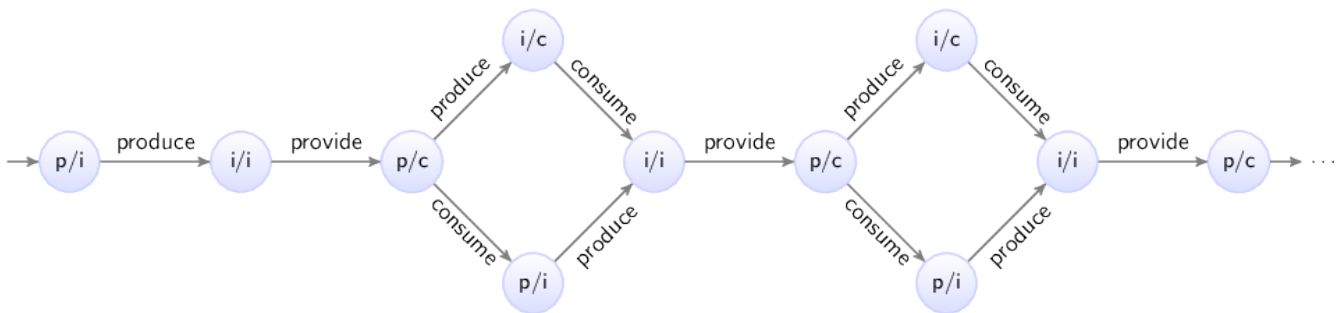 i/c
i/c
produce
consume
produce
consume
p/i
produce
i/i
provide
p/c
i/i
provide
p/c
i/i
provide
p/c
...
consume
produce
consume
produce
p/i
p/i